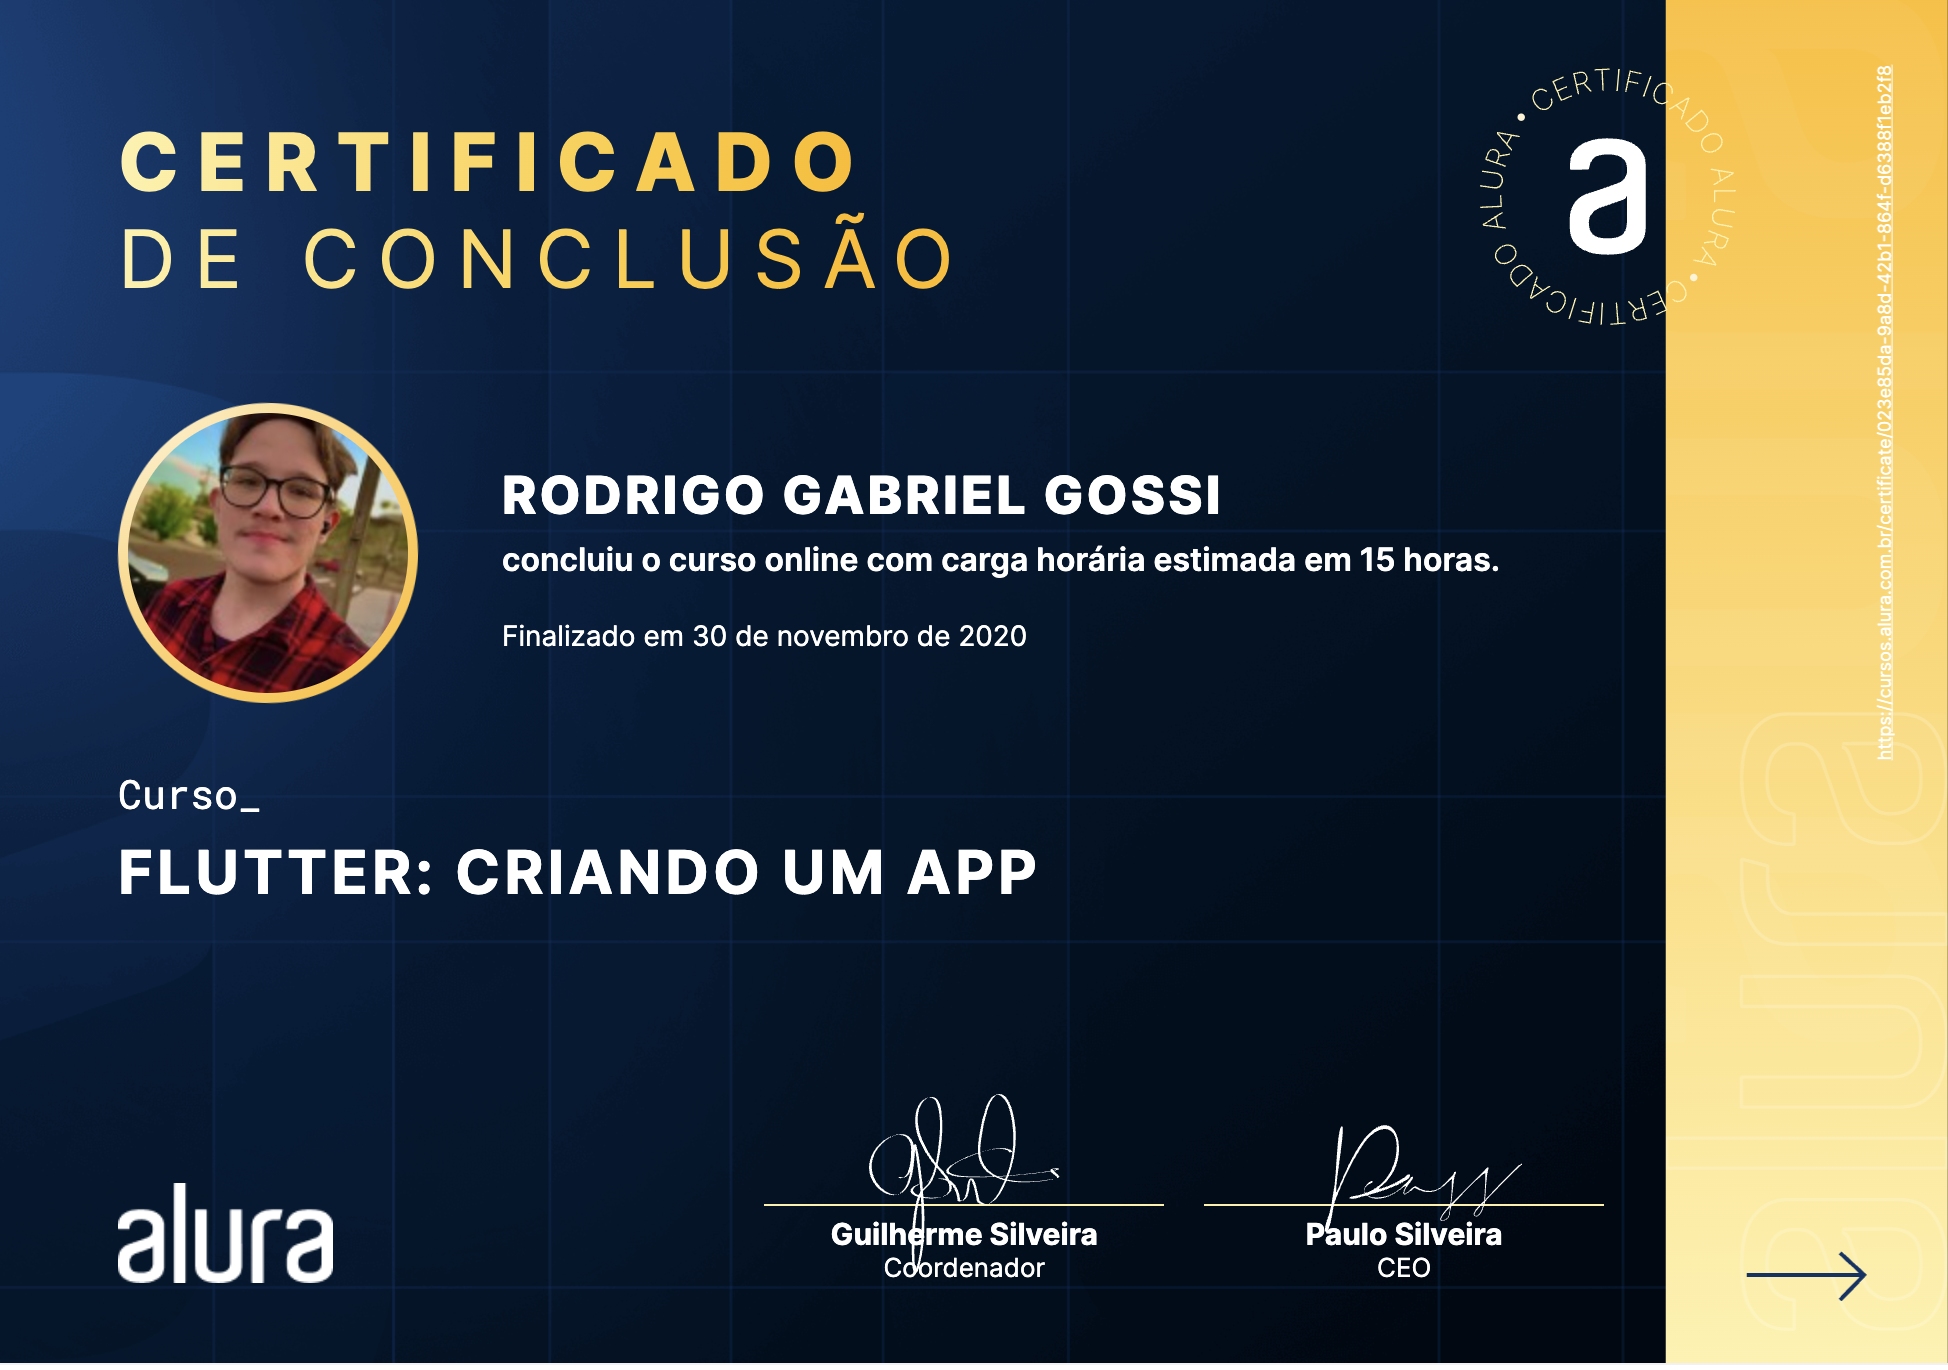 CERTIFICADO
DE CONCLUSÃO
• CERTIFICADO ALURA • CERTIFICADO ALURA
a
https://cursos.alura.com.br/certificate/023e85da-9a8d-42b1-864f-d6388f1eb2f8
RODRIGO GABRIEL GOSSI
concluiu o curso online com carga horária estimada em 15 horas.
Finalizado em 30 de novembro de 2020
Curso_
FLUTTER: CRIANDO UM APP
alura
Guilherme Silveira
Coordenador
Paulo Silveira
CEO
alura